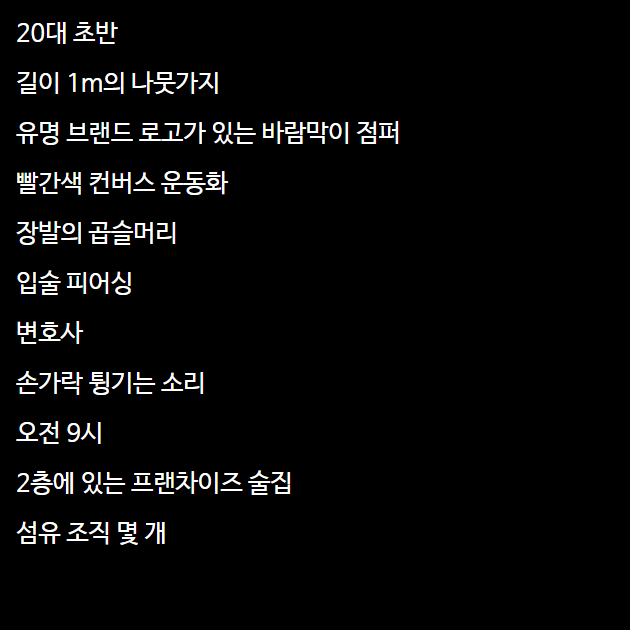 20대 초반
길이 1m의 나뭇가지
유명 브랜드 로고가 있는 바람막이 점퍼
빨간색 컨버스 운동화
장발의 곱슬머리
입술 피어싱
변호사
손가락 튕기는 소리
오전 9시
2층에 있는 프랜차이즈 술집
섬유 조직 몇 개